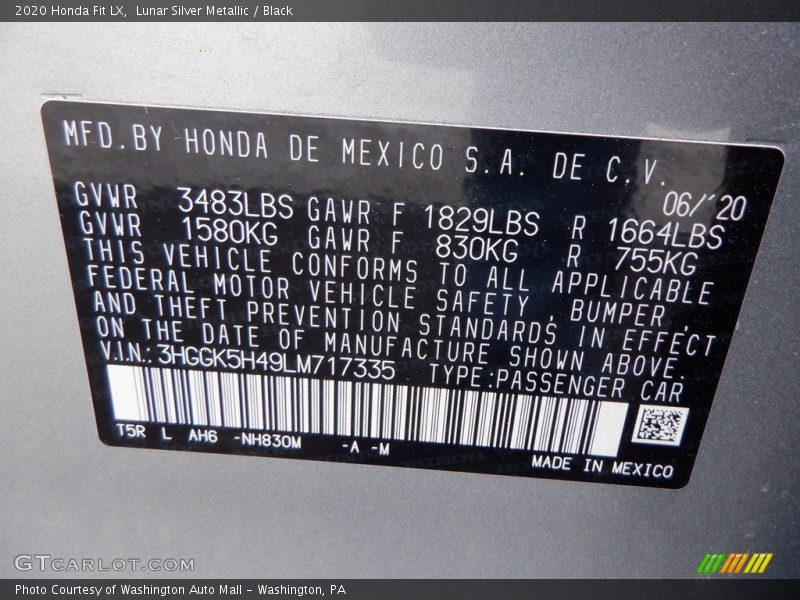 2020 Honda Fit LX,  Lunar Silver Metallic / Black
MFD.BY HONDA DE MEXICO S.A. DE C.V.
06/'20
GVWR 3483LBS GAWR F 1829LBS R 1664LBS
GVWR 1580KG GAWR F 830KG R 755KG
THIS VEHICLE CONFORMS TO ALL APPLICABLE
FEDERAL MOTOR VEHICLE SAFETY , BUMPER ,
AND THEFT PREVENTION STANDARDS IN EFFECT
ON THE DATE OF MANUFACTURE SHOWN ABOVE.
V.I.N.: 3HGGK5H49LM717335 TYPE:PASSENGER CAR
T5R L AH6 -NH830M -A -M
MADE IN MEXICO
GTCARLOT.COM
Photo Courtesy of Washington Auto Mall – Washington, PA